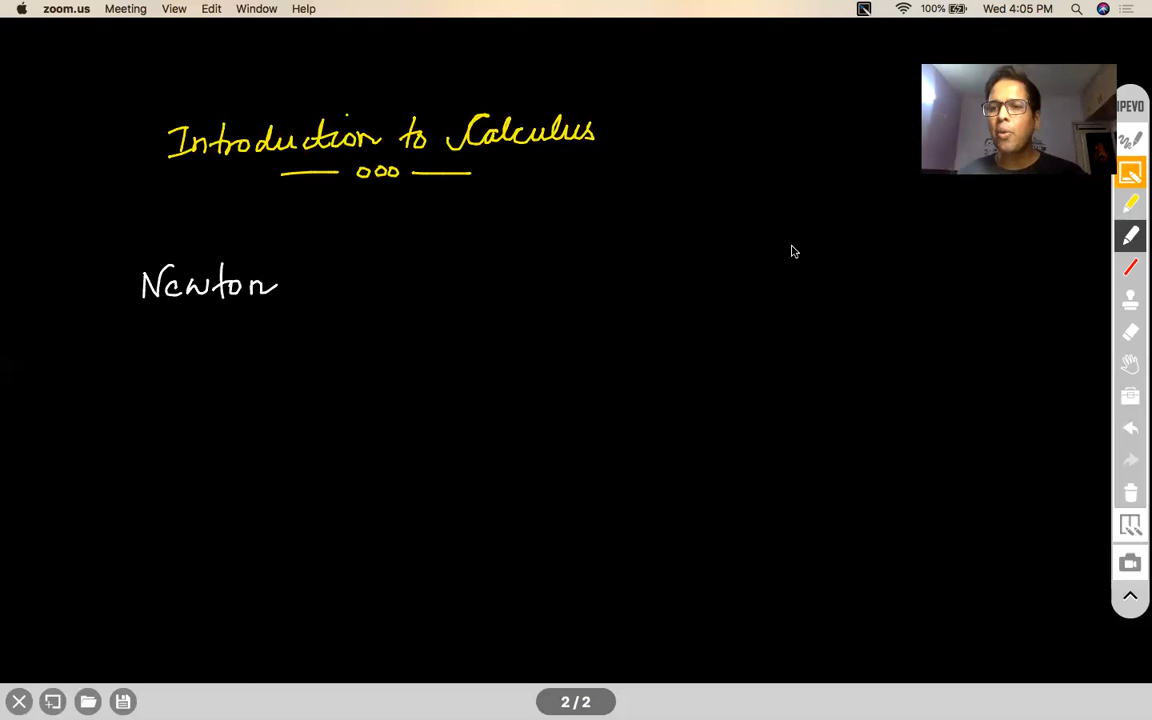 zoom.us Meeting View Edit Window Help 100% Wed 4:05 PM
IPEVO
Introduction to Calculus
Newton
2 / 2